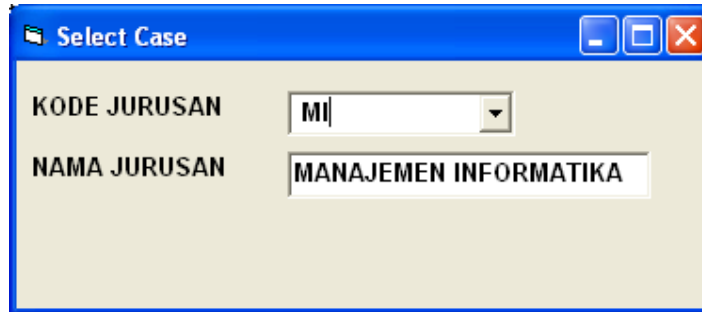 Select Case
KODE JURUSAN MI
NAMA JURUSAN MANAJEMEN INFORMATIKA